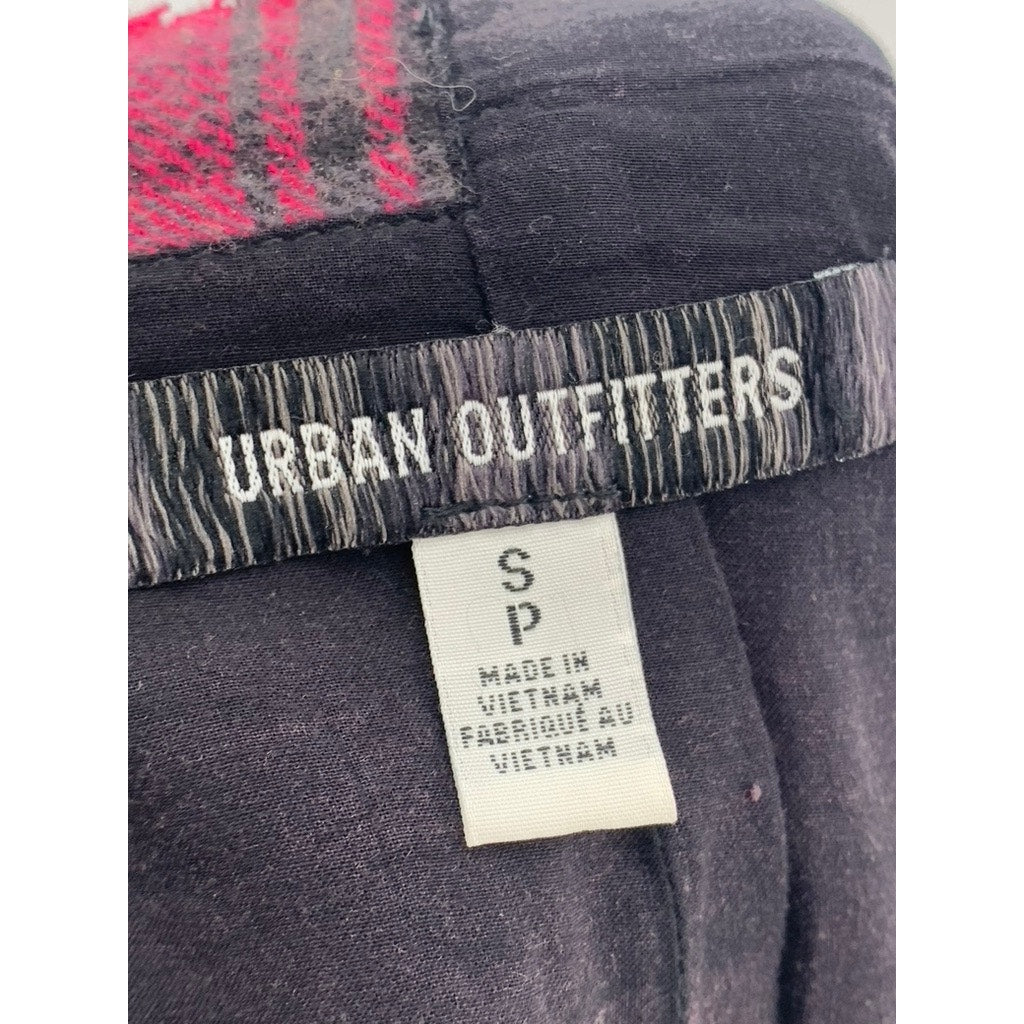 URBAN OUTFITTERS
S
P
MADE IN
VIETNAM
FABRIQUÉ AU
VIETNAM